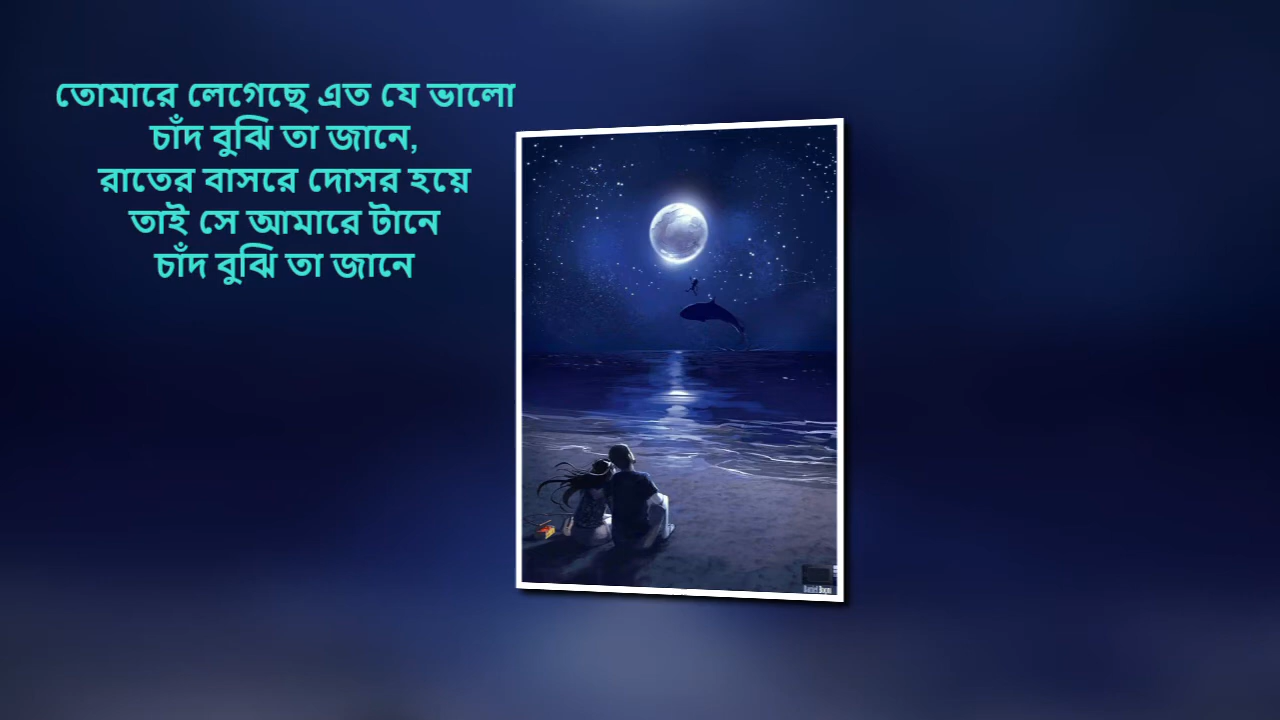 তোমারে লেগেছে এত যে ভালো
চাঁদ বুঝি তা জানে,
রাতের বাসরে দোসর হয়ে
তাই সে আমারে টানে
চাঁদ বুঝি তা জানে